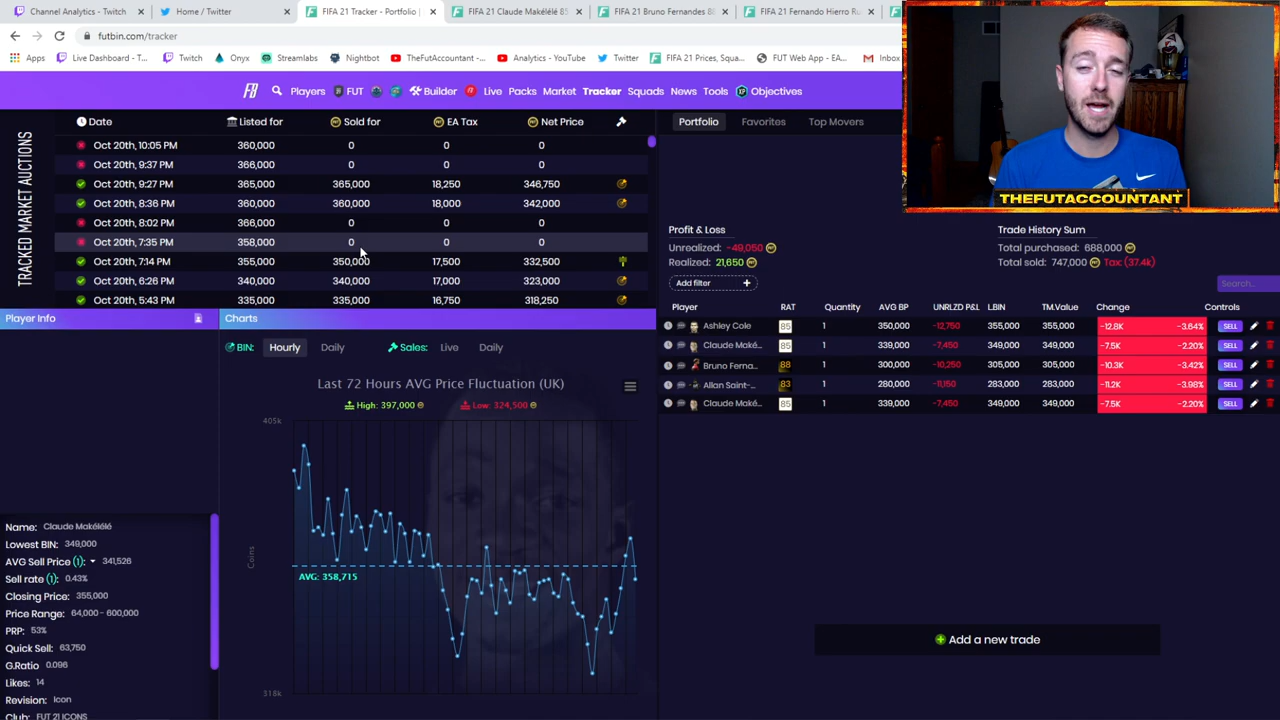 Channel Analytics - Twitch
Home / Twitter
FIFA 21 Tracker - Portfolio |
FIFA 21 Claude Makélélé 85
FIFA 21 Bruno Fernandes 88
FIFA 21 Fernando Hierro Ru
futbin.com/tracker
Apps
Live Dashboard - T...
Twitch
Onyx
Streamlabs
Nightbot
TheFutAccountant
Analytics - YouTube
Twitter
FIFA 21 Prices, Squa...
FUT Web App - EA...
Inbox
Players
FUT
Builder
Live
Packs
Market
Tracker
Squads
News
Tools
Objectives
TRACKED MARKET AUCTIONS
Date Listed for Sold for EA Tax Net Price
Oct 20th, 10:05 PM 360,000 0 0 0
Oct 20th, 9:37 PM 360,000 0 0 0
Oct 20th, 9:27 PM 365,000 365,000 18,250 346,750
Oct 20th, 8:36 PM 360,000 360,000 18,000 342,000
Oct 20th, 8:02 PM 366,000 0 0 0
Oct 20th, 7:35 PM 358,000 0 0 0
Oct 20th, 7:14 PM 355,000 350,000 17,500 332,500
Oct 20th, 6:26 PM 340,000 340,000 17,000 323,000
Oct 20th, 5:43 PM 335,000 335,000 16,750 318,250
Portfolio Favorites Top Movers
THEFUTACCOUNTANT
Profit & Loss
Unrealized: -49,050
Realized: 21,650
Trade History Sum
Total purchased: 688,000
Total sold: 747,000 Tax: (37.4k)
Add filter +
Search...
Player RAT Quantity AVG BP UNRLZD P&L LBIN TM.Value Change Controls
Ashley Cole 85 1 350,000 -12,750 355,000 355,000 -12.8K -3.64% SELL
Claude Maké... 85 1 339,000 -7,450 349,000 349,000 -7.5K -2.20% SELL
Bruno Ferna... 88 1 300,000 -10,250 305,000 305,000 -10.3K -3.42% SELL
Allan Saint-... 83 1 280,000 -11,150 283,000 283,000 -11.2K -3.98% SELL
Claude Maké... 85 1 339,000 -7,450 349,000 349,000 -7.5K -2.20% SELL
Add a new trade
Player Info
Charts
BIN: Hourly Daily Sales: Live Daily
Last 72 Hours AVG Price Fluctuation (UK)
High: 397,000 Low: 324,500
405k
Coins
AVG: 358,715
318k
Name: Claude Makélélé
Lowest BIN: 349,000
AVG Sell Price (1): 341,526
Sell rate (1): 0.43%
Closing Price: 355,000
Price Range: 64,000 - 600,000
PRP: 53%
Quick Sell: 63,750
G.Ratio 0.096
Likes: 14
Revision: Icon
Club: FUT 21 ICONS